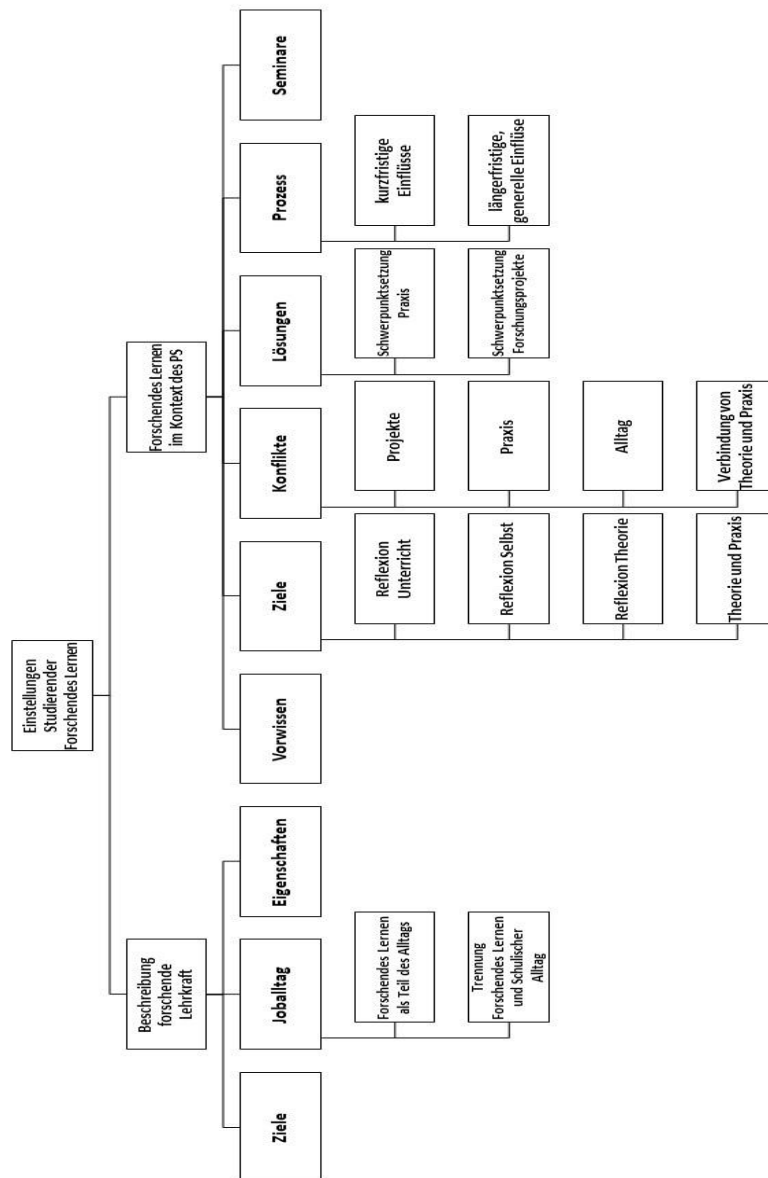 Einstellungen
Studierender
Forschendes Lernen
Beschreibung
forschende
Lehrkraft
Forschendes Lernen
im Kontext des PS
Ziele
Joballtag
Eigenschaften
Vorwissen
Ziele
Konflikte
Lösungen
Prozess
Seminare
Forschendes Lernen
als Teil des Alltags
Reflexion
Unterricht
Projekte
Schwerpunktsetzung
Praxis
kurzfristige
Einflüsse
Trennung
Forschendes Lernen
und Schulischer
Alltag
Reflexion Selbst
Praxis
Schwerpunktsetzung
Forschungsprojekte
längerfristige,
generelle Einflüse
Reflexion Theorie
Alltag
Theorie und Praxis
Verbindung von
Theorie und Praxis